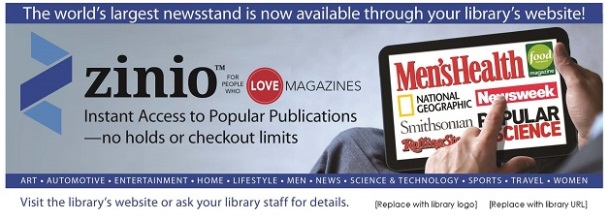 The world's largest newsstand is now available through your library's website!
zinio™
FOR
PEOPLE
WHO
LOVE
MAGAZINES
Instant Access to Popular Publications
—no holds or checkout limits
Men'sHealth
food
magazine
NATIONAL
GEOGRAPHIC
Newsweek
Smithsonian
POPULAR
SCIENCE
RollingSto
ART • AUTOMOTIVE • ENTERTAINMENT • HOME • LIFESTYLE • MEN • NEWS • SCIENCE & TECHNOLOGY • SPORTS • TRAVEL • WOMEN
Visit the library's website or ask your library staff for details.
[Replace with library logo]
[Replace with library URL]